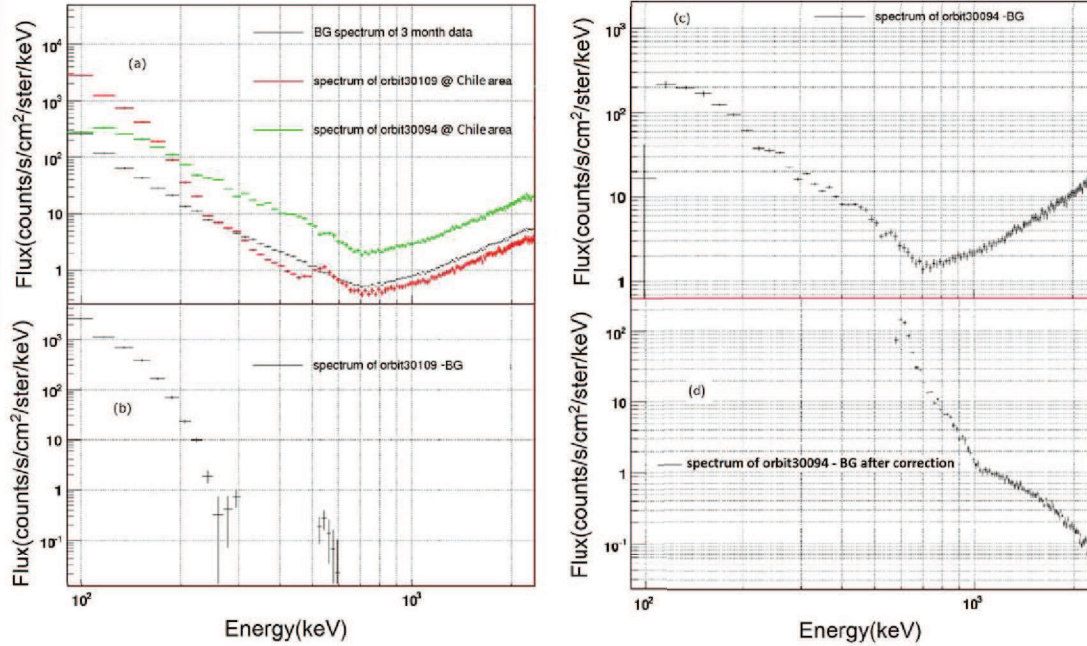 Flux(counts/s/cm²/ster/keV)
10⁴
10³
10²
10
1
(a)
BG spectrum of 3 month data
spectrum of orbit30109 @ Chile area
spectrum of orbit30094 @ Chile area
Flux(counts/s/cm²/ster/keV)
10³
10²
10
1
10⁻¹
(b)
spectrum of orbit30109 -BG
10²
10³
Energy(keV)
Flux(counts/s/cm²/ster/keV)
10³
10²
10
1
(c)
spectrum of orbit30094 -BG
Flux(counts/s/cm²/ster/keV)
10²
10
1
10⁻¹
(d)
spectrum of orbit30094 - BG after correction
10²
10³
Energy(keV)